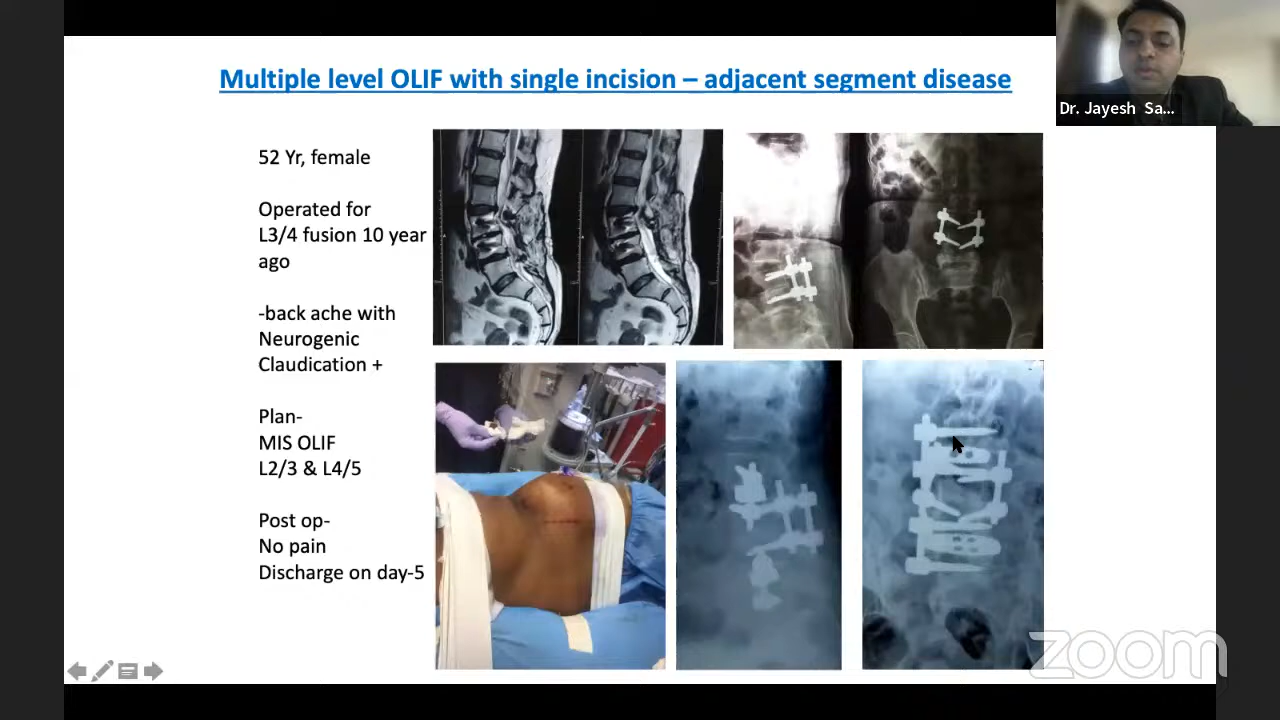 Multiple level OLIF with single incision – adjacent segment disease
Dr. Jayesh Sa...
52 Yr, female
Operated for
L3/4 fusion 10 year
ago
-back ache with
Neurogenic
Claudication +
Plan-
MIS OLIF
L2/3 & L4/5
Post op-
No pain
Discharge on day-5
zoom